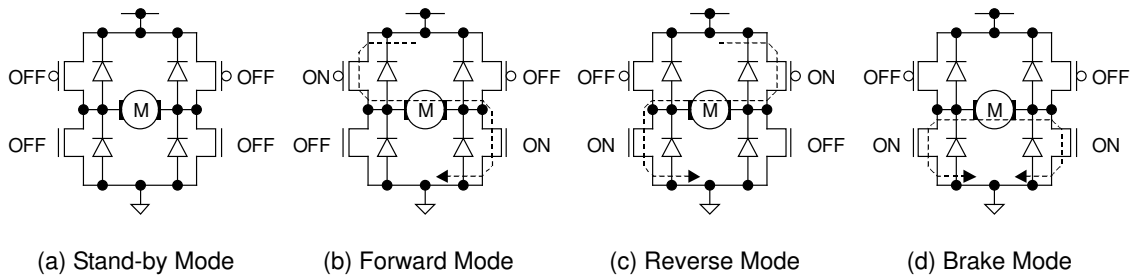 OFF OFF ON OFF OFF ON OFF OFF
M M M M
OFF OFF OFF ON ON OFF ON ON
(a) Stand-by Mode (b) Forward Mode (c) Reverse Mode (d) Brake Mode